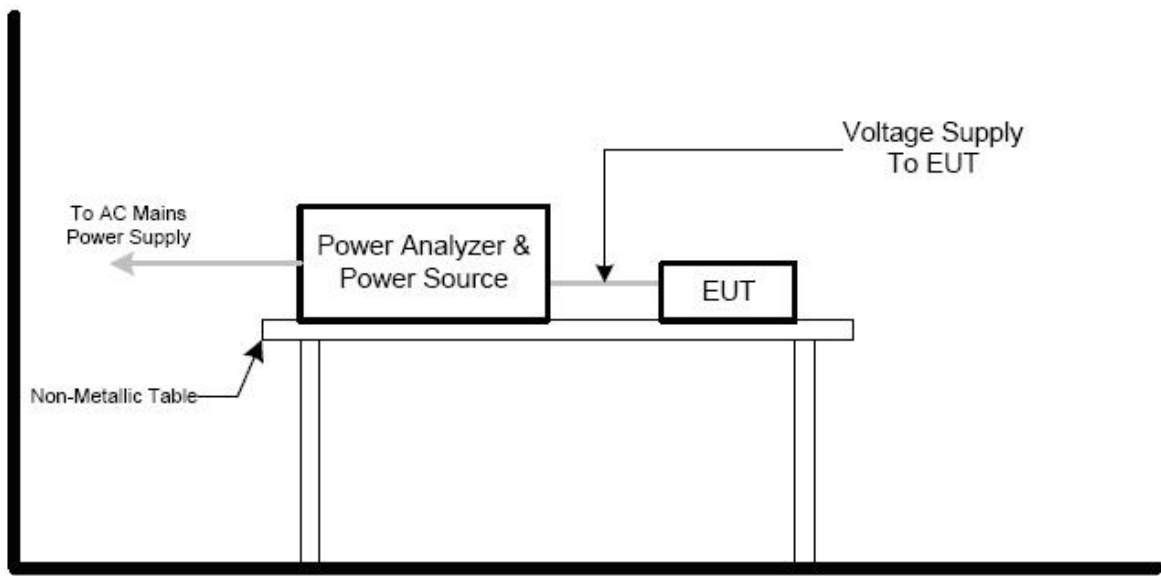 Voltage Supply
To EUT
To AC Mains
Power Supply
Power Analyzer &
Power Source
EUT
Non-Metallic Table